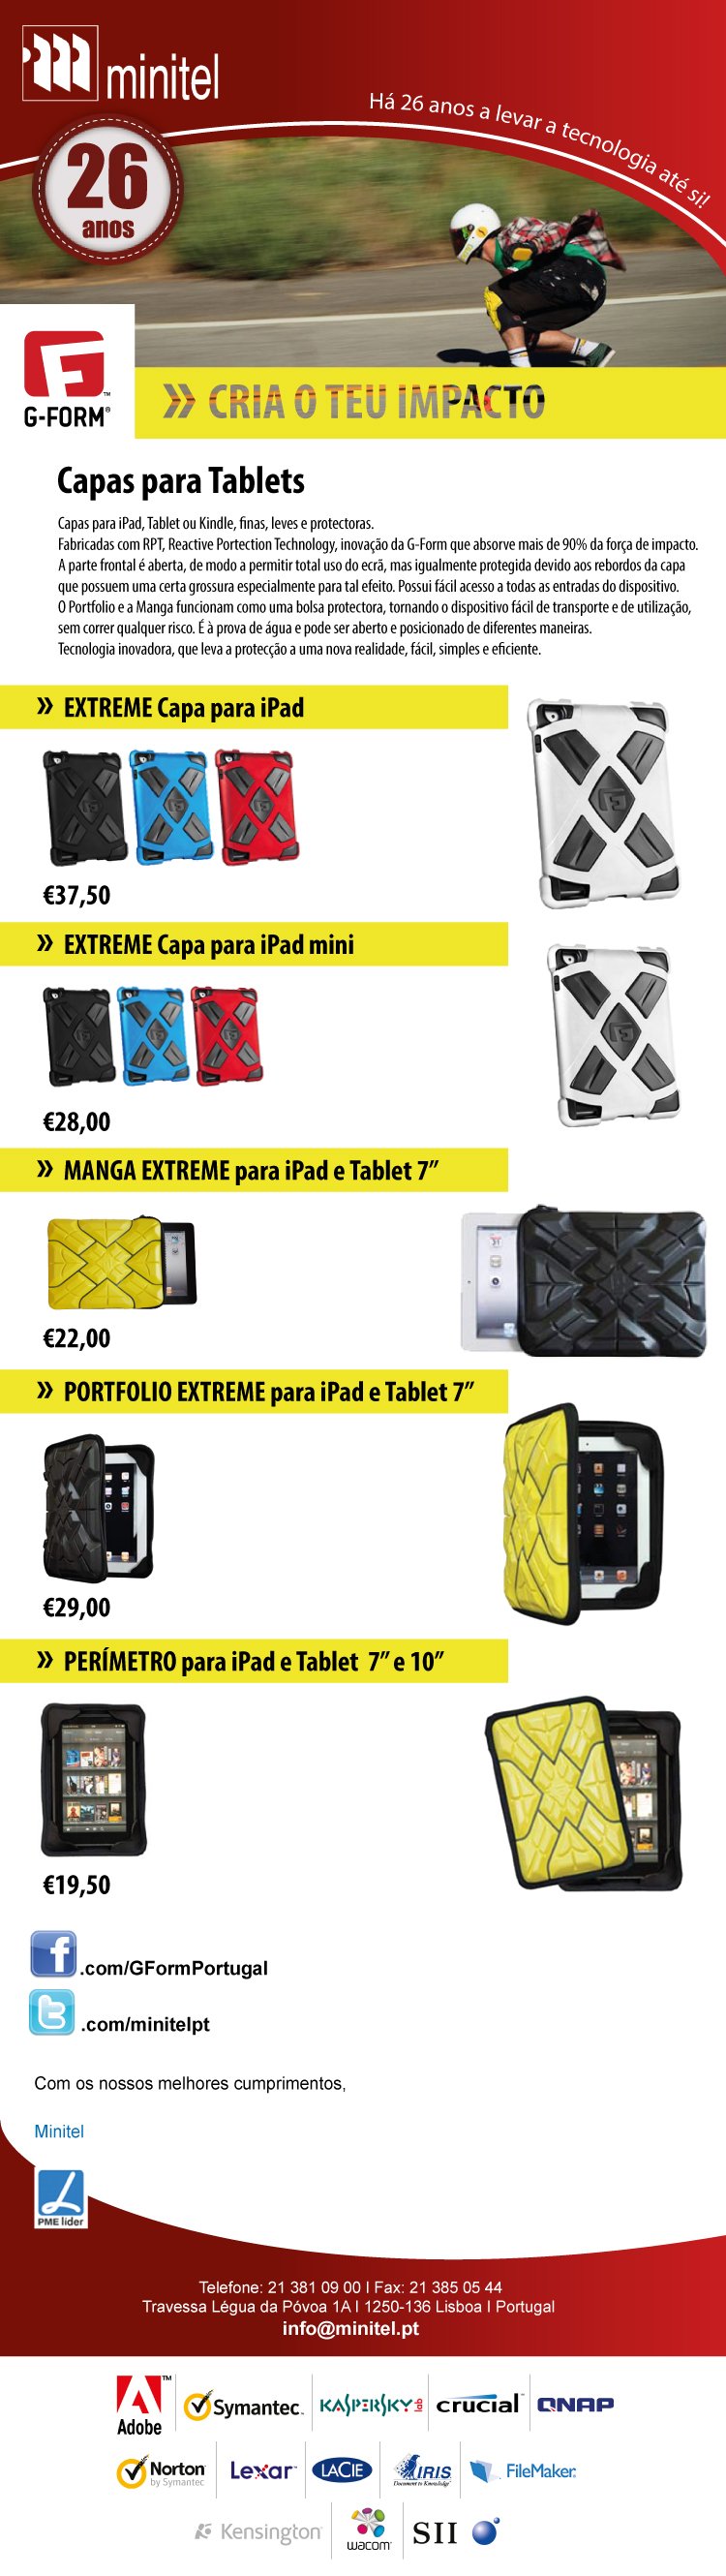 minitel
Há 26 anos a levar a tecnologia até si!
26
anos
G-FORM®
™
» CRIA O TEU IMPACTO
Capas para Tablets
Capas para iPad, Tablet ou Kindle, finas, leves e protectoras.
Fabricadas com RPT, Reactive Portection Technology, inovação da G-Form que absorve mais de 90% da força de impacto.
A parte frontal é aberta, de modo a permitir total uso do ecrã, mas igualmente protegida devido aos rebordos da capa
que possuem uma certa grossura especialmente para tal efeito. Possui fácil acesso a todas as entradas do dispositivo.
O Portfolio e a Manga funcionam como uma bolsa protectora, tornando o dispositivo fácil de transporte e de utilização,
sem correr qualquer risco. É à prova de água e pode ser aberto e posicionado de diferentes maneiras.
Tecnologia inovadora, que leva a protecção a uma nova realidade, fácil, simples e eficiente.
» EXTREME Capa para iPad
€37,50
» EXTREME Capa para iPad mini
€28,00
» MANGA EXTREME para iPad e Tablet 7”
€22,00
» PORTFOLIO EXTREME para iPad e Tablet 7”
€29,00
» PERÍMETRO para iPad e Tablet 7” e 10”
€19,50
f .com/GFormPortugal
t .com/minitelpt
Com os nossos melhores cumprimentos,
Minitel
PME líder
Telefone: 21 381 09 00 I Fax: 21 385 05 44
Travessa Légua da Póvoa 1A I 1250-136 Lisboa I Portugal
info@minitel.pt
Adobe™ Symantec. KASPERSKY lab crucial™ QNAP
Norton by Symantec Lexar™ LACIE IRIS Document to Knowledge FileMaker.
Kensington wacom SII